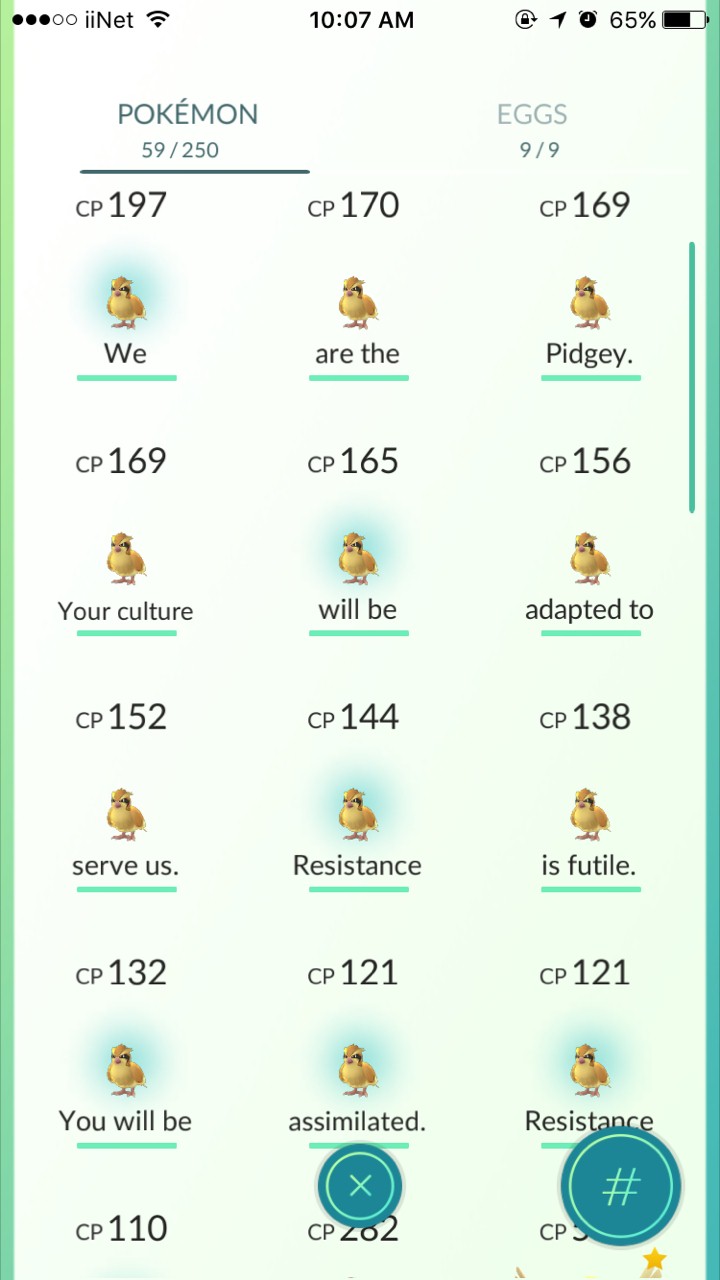 iiNet 10:07 AM 65%
POKÉMON EGGS
59 / 250 9 / 9
CP 197 CP 170 CP 169
We are the Pidgey.
CP 169 CP 165 CP 156
Your culture will be adapted to
CP 152 CP 144 CP 138
serve us. Resistance is futile.
CP 132 CP 121 CP 121
You will be assimilated. Resistance
× #
CP 110 CP 282 CP